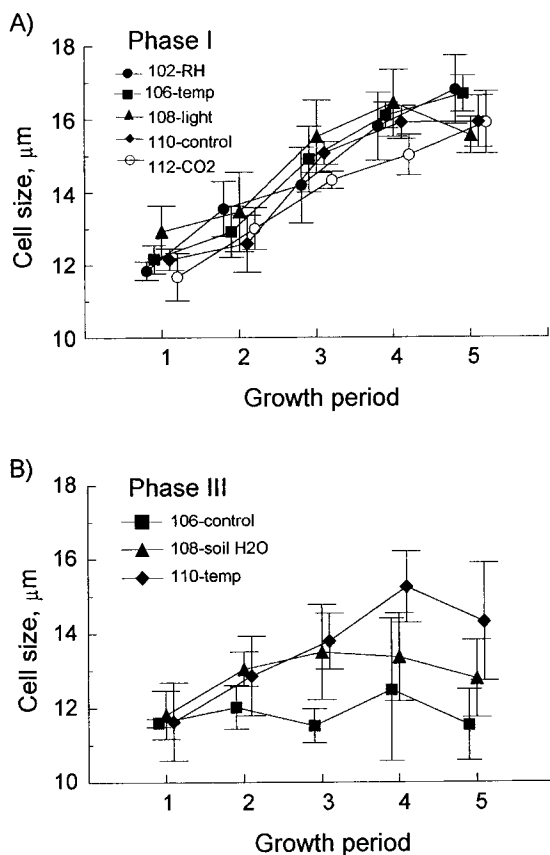 A)
Phase I
102-RH
106-temp
108-light
110-control
112-CO2
Cell size, μm
18
16
14
12
10
1 2 3 4 5
Growth period
B)
Phase III
106-control
108-soil H2O
110-temp
Cell size, μm
18
16
14
12
10
1 2 3 4 5
Growth period